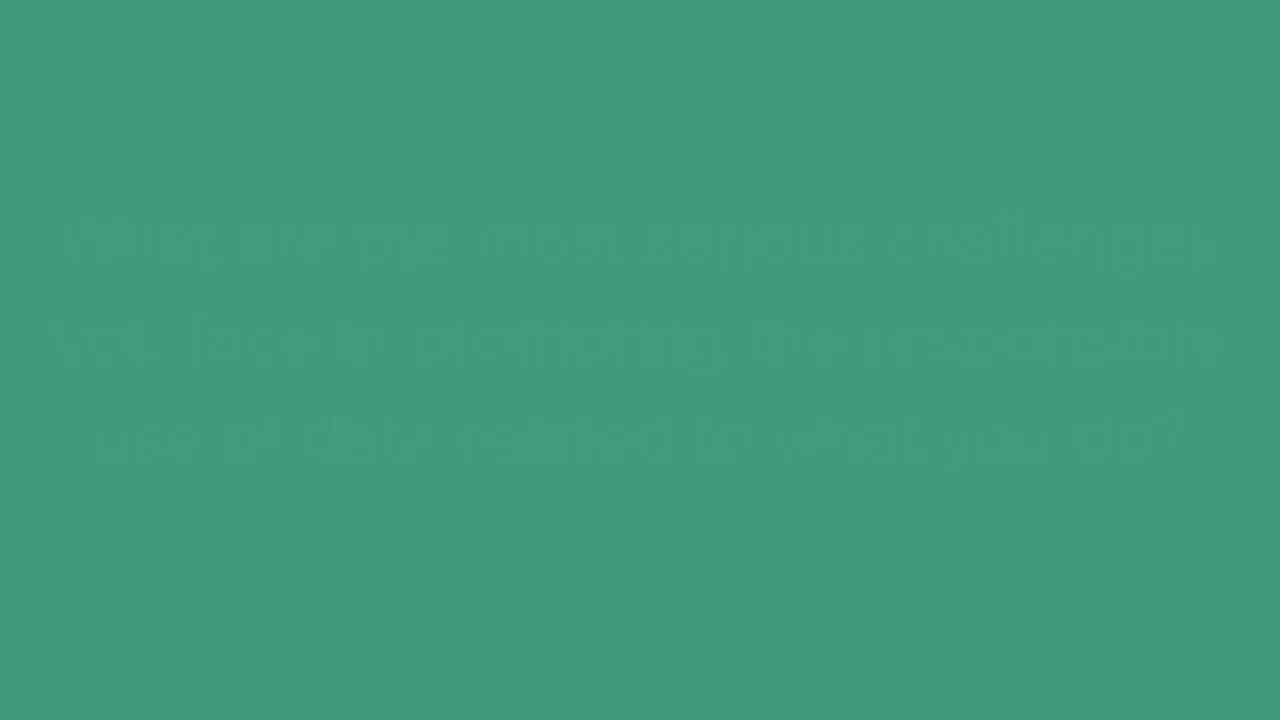 What are the most serious challenges
you face in promoting the responsible
use of data related to what you do?